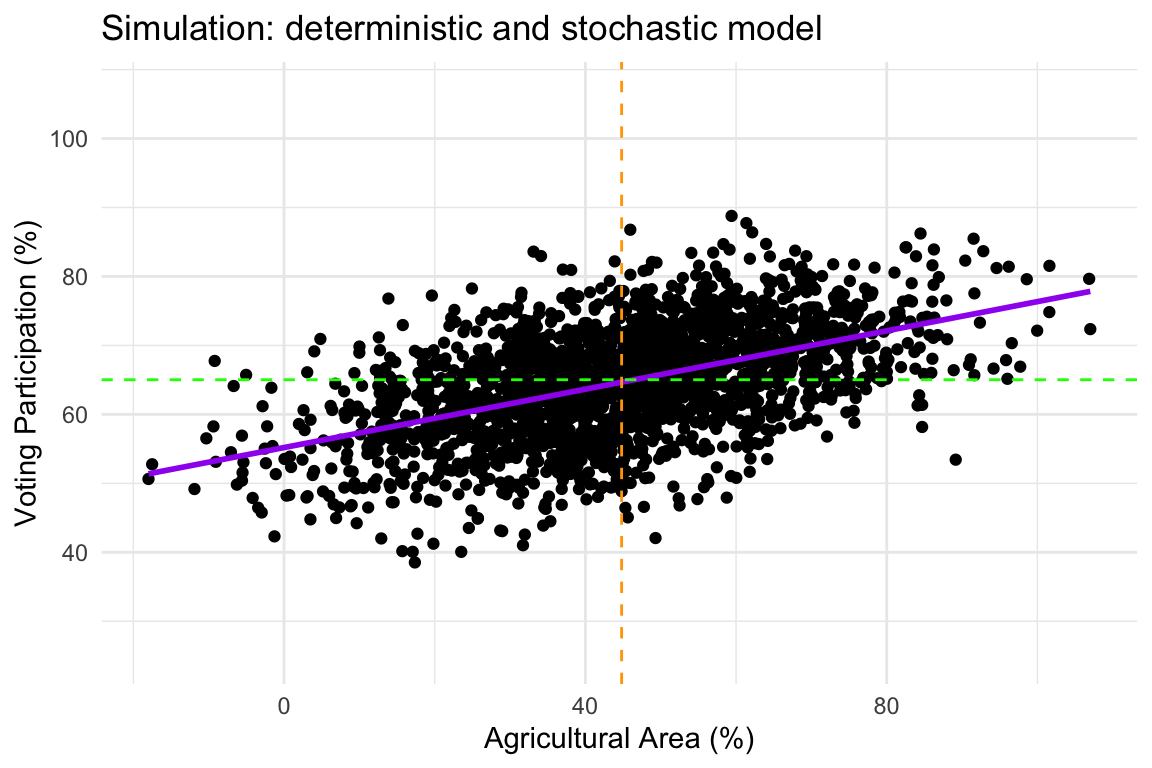 Simulation: deterministic and stochastic model
100
80
60
40
Voting Participation (%)
0 40 80
Agricultural Area (%)